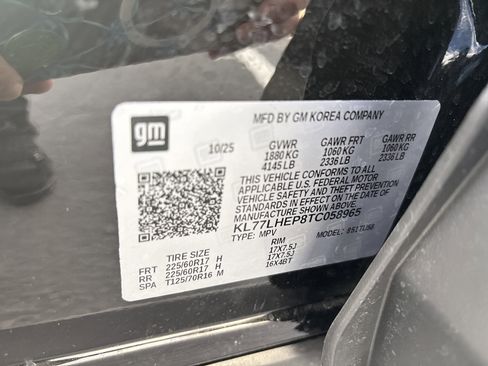 gm
MFD BY GM KOREA COMPANY
10/25 GVWR GAWR FRT GAWR RR
1880 KG 1060 KG 1060 KG
4145 LB 2336 LB 2336 LB
THIS VEHICLE CONFORMS TO ALL
APPLICABLE U.S. FEDERAL MOTOR
VEHICLE SAFETY AND THEFT PREVENTION
STANDARDS IN EFFECT ON THE DATE OF
MANUFACTURE SHOWN ABOVE.
KL77LHEP8TC058965
TYPE: MPV MODEL:
TIRE SIZE RIM
FRT 225/60R17 H 17X7.5J
RR 225/60R17 H 17X7.5J
SPA T125/70R16 M 16X4BT